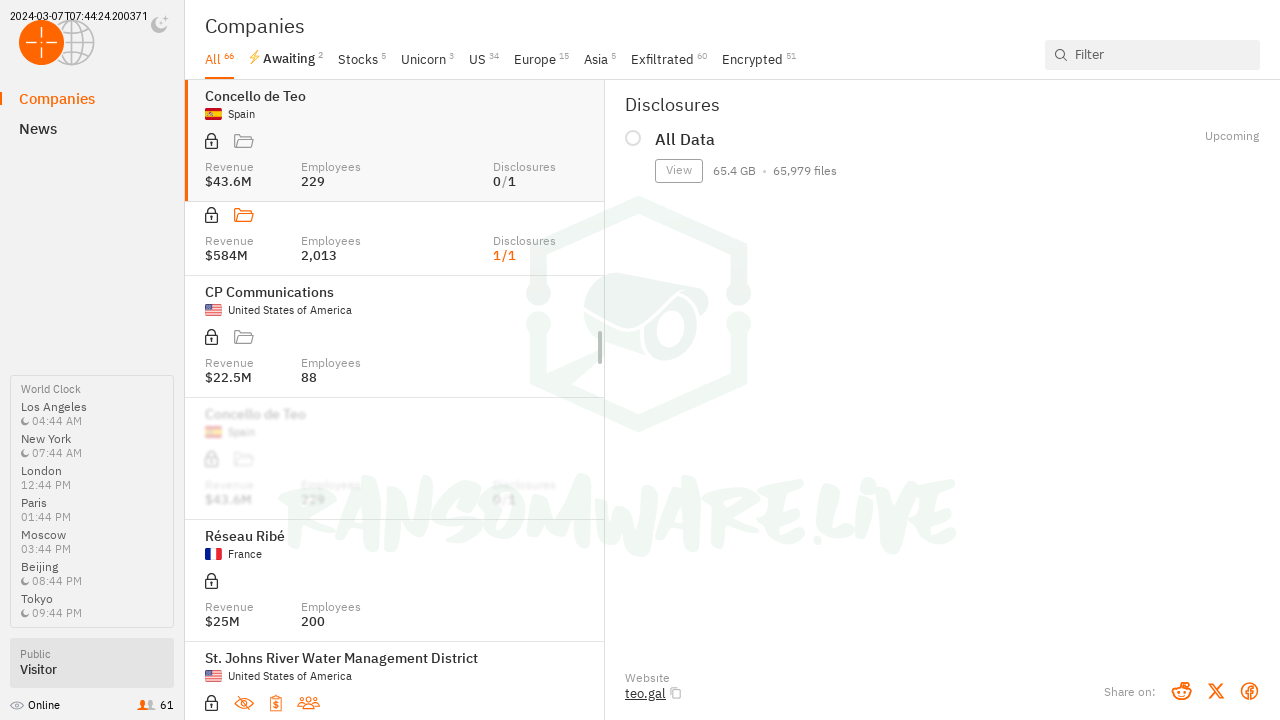 2024-03-07T07:44:24.200371
Companies
News
World Clock
Los Angeles
04:44 AM
New York
07:44 AM
London
12:44 PM
Paris
01:44 PM
Moscow
03:44 PM
Beijing
08:44 PM
Tokyo
09:44 PM
Public
Visitor
Online 61
Companies
All 66 Awaiting 2 Stocks 5 Unicorn 3 US 34 Europe 15 Asia 5 Exfiltrated 60 Encrypted 51
Filter
Concello de Teo
Spain
Revenue Employees Disclosures
$43.6M 229 0/1
Revenue Employees Disclosures
$584M 2,013 1/1
CP Communications
United States of America
Revenue Employees
$22.5M 88
Concello de Teo
Spain
Revenue Employees Disclosures
$43.6M 229 0/1
Réseau Ribé
France
Revenue Employees
$25M 200
St. Johns River Water Management District
United States of America
Disclosures
All Data Upcoming
View 65.4 GB • 65,979 files
RANSOMWARE.LIVE
Website
teo.gal
Share on: